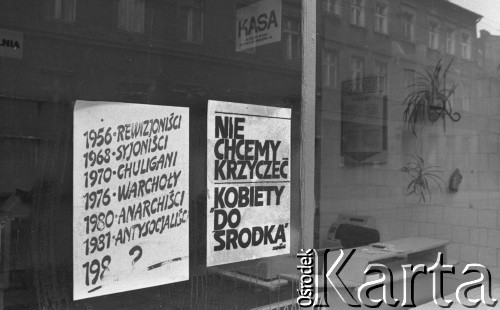 LNIA
KASA
1956-REWIZJONIŚCI
1968-SYJONIŚCI
1970-CHULIGANI
1976-WARCHOŁY
1980-ANARCHIŚCI
1981-ANTYSOCJALIŚC
198 ?
NIE
CHCEMY
KRZYCZEĆ
KOBIETY
"DO
ŚRODKA"
Ośrodek
Karta